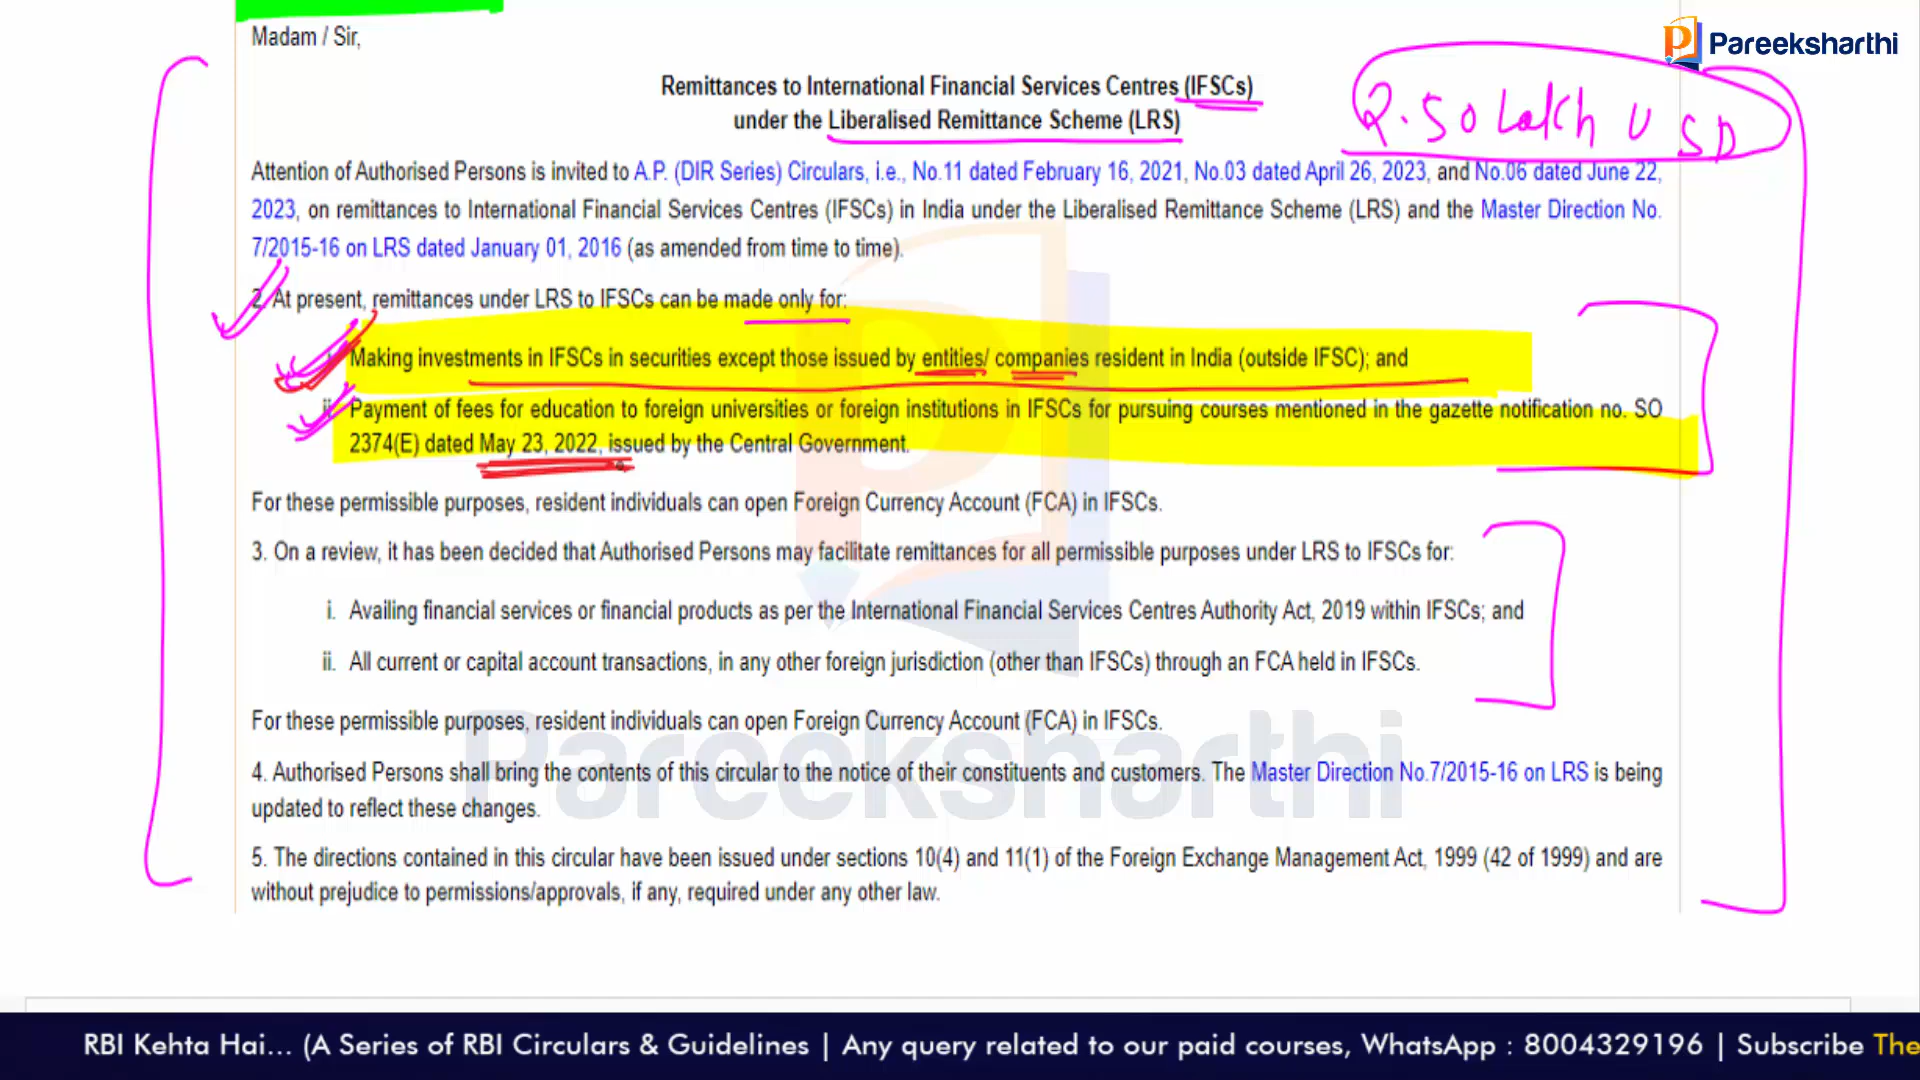 Pareeksharthi
Madam / Sir,
Remittances to International Financial Services Centres (IFSCs)
under the Liberalised Remittance Scheme (LRS)
2.50 Lakh USD
Attention of Authorised Persons is invited to A.P. (DIR Series) Circulars, i.e., No.11 dated February 16, 2021, No.03 dated April 26, 2023, and No.06 dated June 22,
2023, on remittances to International Financial Services Centres (IFSCs) in India under the Liberalised Remittance Scheme (LRS) and the Master Direction No.
7/2015-16 on LRS dated January 01, 2016 (as amended from time to time).
2. At present, remittances under LRS to IFSCs can be made only for:
i. Making investments in IFSCs in securities except those issued by entities/ companies resident in India (outside IFSC); and
ii. Payment of fees for education to foreign universities or foreign institutions in IFSCs for pursuing courses mentioned in the gazette notification no. SO
2374(E) dated May 23, 2022, issued by the Central Government.
For these permissible purposes, resident individuals can open Foreign Currency Account (FCA) in IFSCs.
3. On a review, it has been decided that Authorised Persons may facilitate remittances for all permissible purposes under LRS to IFSCs for:
i. Availing financial services or financial products as per the International Financial Services Centres Authority Act, 2019 within IFSCs; and
ii. All current or capital account transactions, in any other foreign jurisdiction (other than IFSCs) through an FCA held in IFSCs.
For these permissible purposes, resident individuals can open Foreign Currency Account (FCA) in IFSCs.
Pareeksharthi
4. Authorised Persons shall bring the contents of this circular to the notice of their constituents and customers. The Master Direction No.7/2015-16 on LRS is being
updated to reflect these changes.
5. The directions contained in this circular have been issued under sections 10(4) and 11(1) of the Foreign Exchange Management Act, 1999 (42 of 1999) and are
without prejudice to permissions/approvals, if any, required under any other law.
RBI Kehta Hai... (A Series of RBI Circulars & Guidelines | Any query related to our paid courses, WhatsApp : 8004329196 | Subscribe The